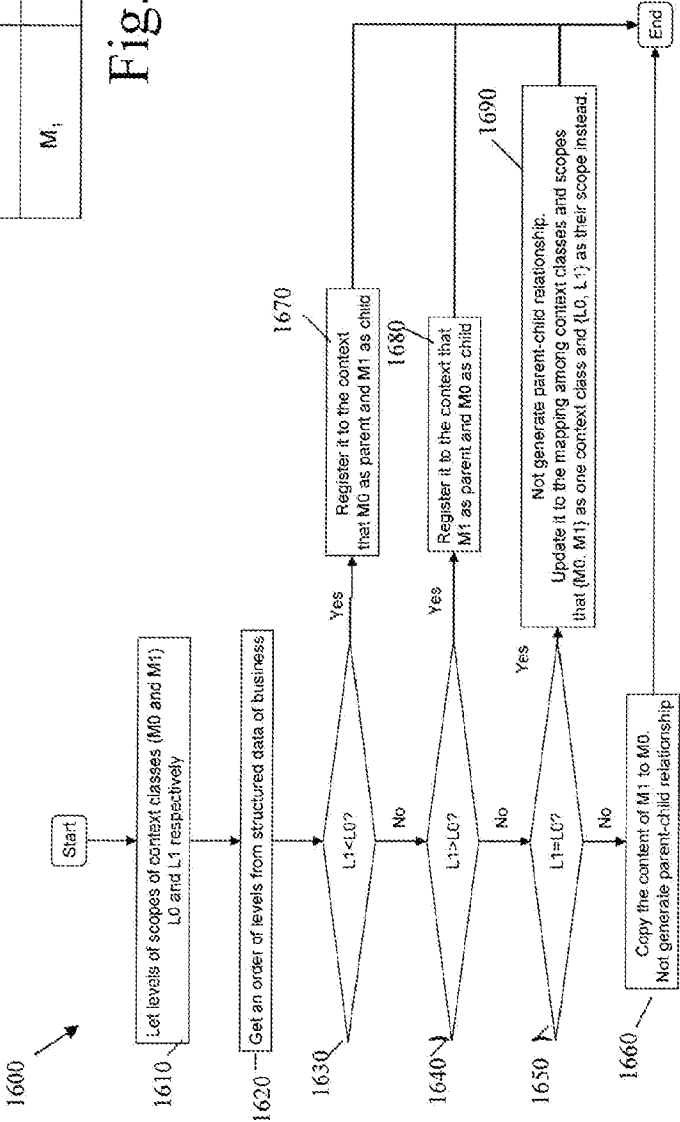 M1
Fig.
1600
Start
1610
Let levels of scopes of context classes (M0 and M1)
L0 and L1 respectively
1620
Get an order of levels from structured data of business
1630
L1<L0?
Yes
No
1670
Register it to the context
that M0 as parent and M1 as child
1640
L1>L0?
Yes
No
1680
Register it to the context that
M1 as parent and M0 as child
1650
L1=L0?
Yes
No
1690
Not generate parent-child relationship.
Update it to the mapping among context classes and scopes
that {M0, M1} as one context class and {L0, L1} as their scope instead.
1660
Copy the content of M1 to M0.
Not generate parent-child relationship
End